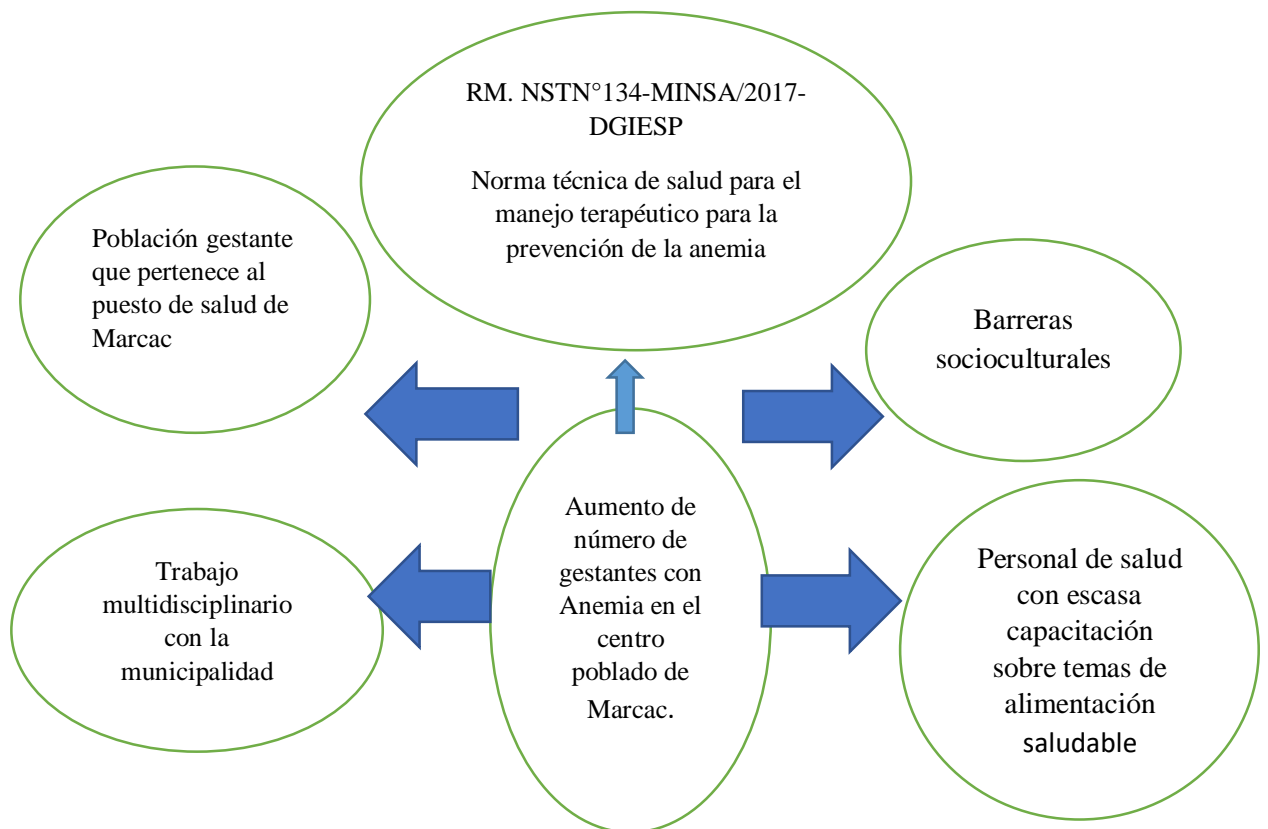 RM. NSTN°134-MINSA/2017-
DGIESP
Norma técnica de salud para el
manejo terapéutico para la
prevención de la anemia
Población gestante
que pertenece al
puesto de salud de
Marcac
Barreras
socioculturales
Aumento de
número de
gestantes con
Anemia en el
centro
poblado de
Marcac.
Trabajo
multidisciplinario
con la
municipalidad
Personal de salud
con escasa
capacitación
sobre temas de
alimentación
saludable